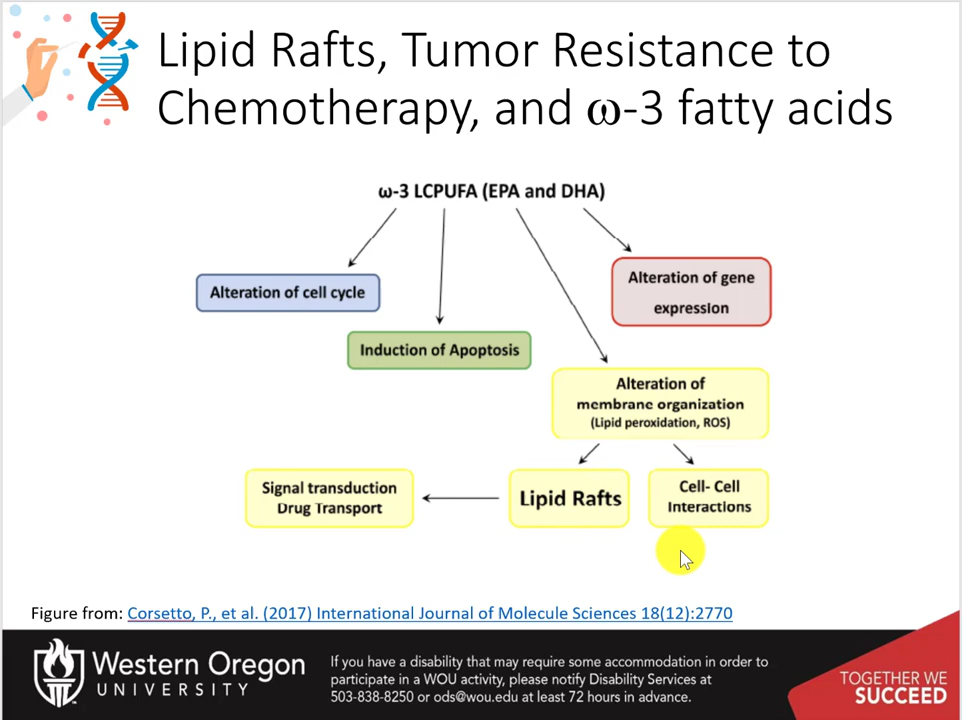 Lipid Rafts, Tumor Resistance to
Chemotherapy, and ω-3 fatty acids
ω-3 LCPUFA (EPA and DHA)
Alteration of cell cycle
Alteration of gene
expression
Induction of Apoptosis
Alteration of
membrane organization
(Lipid peroxidation, ROS)
Signal transduction
Drug Transport
Lipid Rafts
Cell- Cell
Interactions
Figure from: Corsetto, P., et al. (2017) International Journal of Molecule Sciences 18(12):2770
Western Oregon
UNIVERSITY
If you have a disability that may require some accommodation in order to
participate in a WOU activity, please notify Disability Services at
503-838-8250 or ods@wou.edu at least 72 hours in advance.
TOGETHER WE
SUCCEED